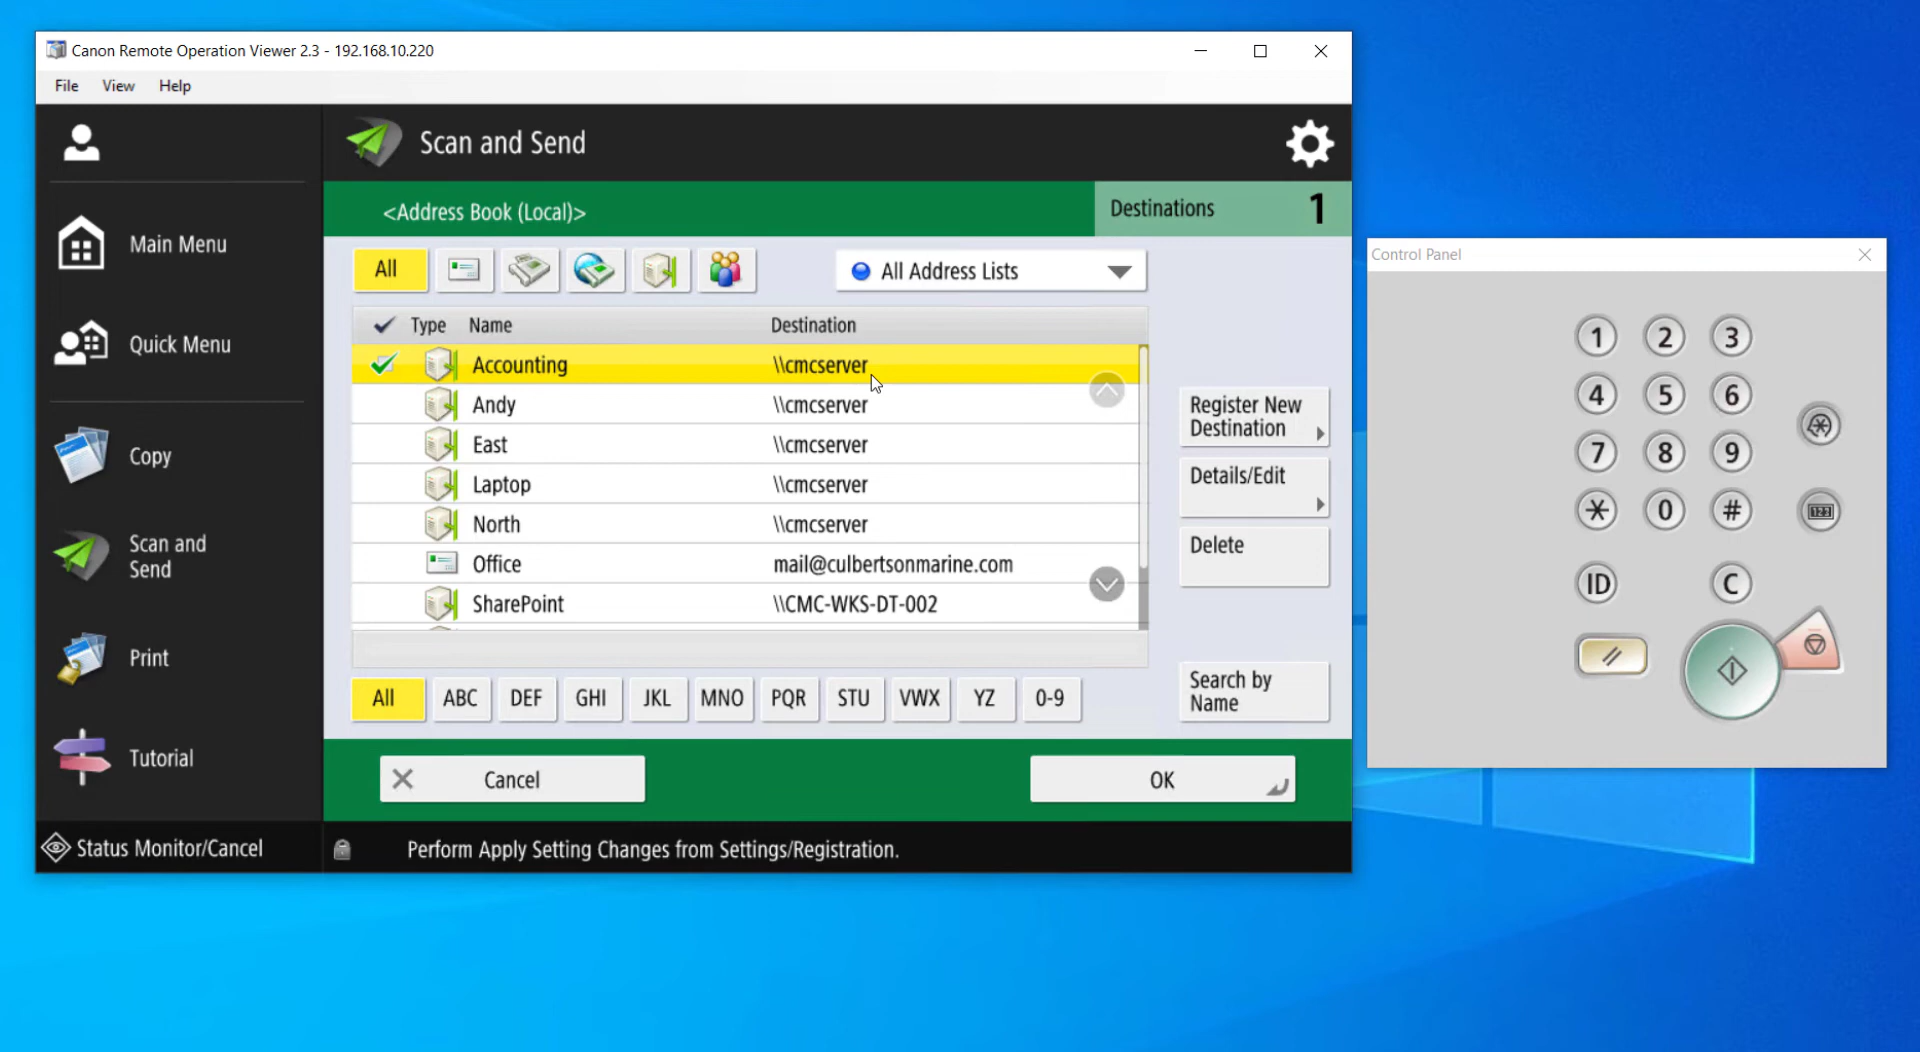 Canon Remote Operation Viewer 2.3 - 192.168.10.220
File View Help
Scan and Send
Main Menu
Quick Menu
Copy
Scan and
Send
Print
Tutorial
Status Monitor/Cancel
<Address Book (Local)>
Destinations 1
All
All Address Lists
Type Name Destination
Accounting \\cmcserver
Andy \\cmcserver
East \\cmcserver
Laptop \\cmcserver
North \\cmcserver
Office mail@culbertsonmarine.com
SharePoint \\CMC-WKS-DT-002
Register New
Destination
Details/Edit
Delete
Search by
Name
All ABC DEF GHI JKL MNO PQR STU VWX YZ 0-9
Cancel OK
Perform Apply Setting Changes from Settings/Registration.
Control Panel
1 2 3
4 5 6
7 8 9
* 0 #
123
ID C